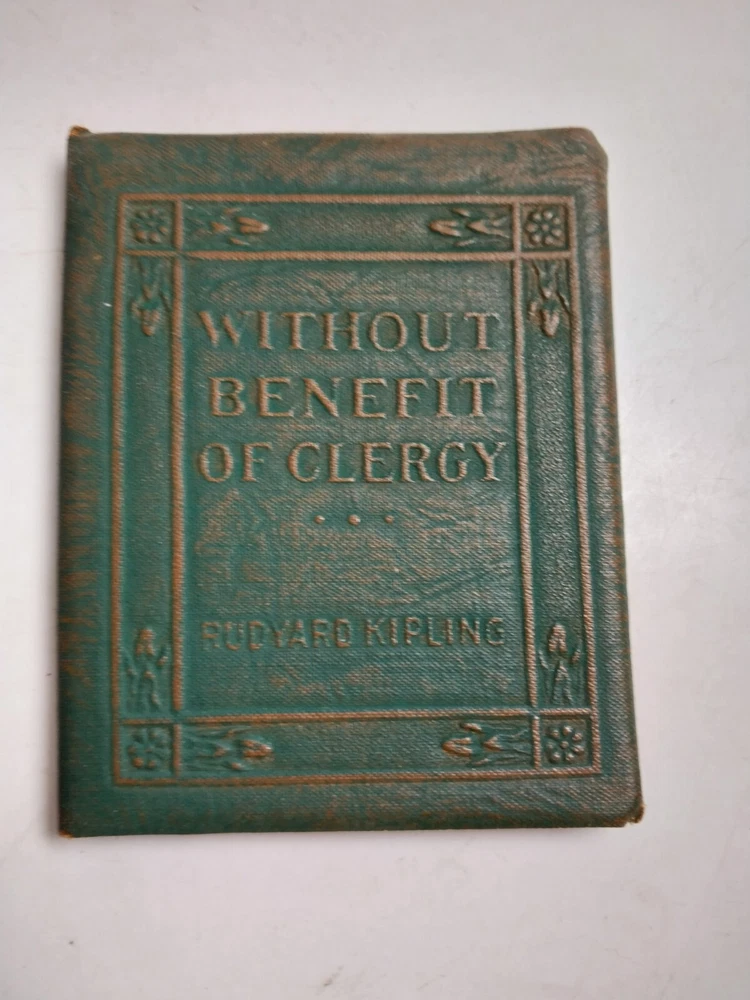 WITHOUT
BENEFIT
OF CLERGY
RUDYARD KIPLING